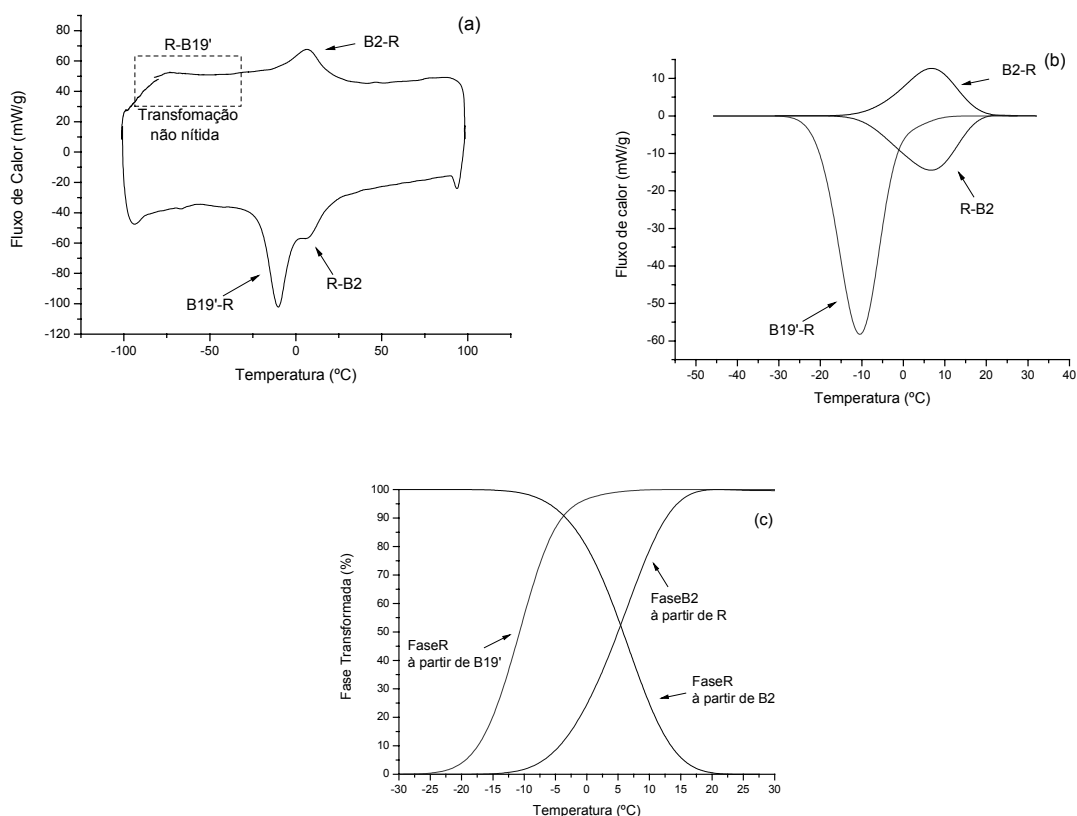 (a)
R-B19'
B2-R
Transfomação
não nítida
B19'-R
R-B2
80
60
40
20
0
-20
-40
-60
-80
-100
-120
Fluxo de Calor (mW/g)
-100
-50
0
50
100
Temperatura (ºC)
(b)
B2-R
R-B2
B19'-R
10
0
-10
-20
-30
-40
-50
-60
Fluxo de calor (mW/g)
-50
-40
-30
-20
-10
0
10
20
30
40
Temperatura (ºC)
(c)
FaseB2
à partir de R
FaseR
à partir de B19'
FaseR
à partir de B2
100
90
80
70
60
50
40
30
20
10
0
Fase Transformada (%)
-30
-25
-20
-15
-10
-5
0
5
10
15
20
25
30
Temperatura (ºC)